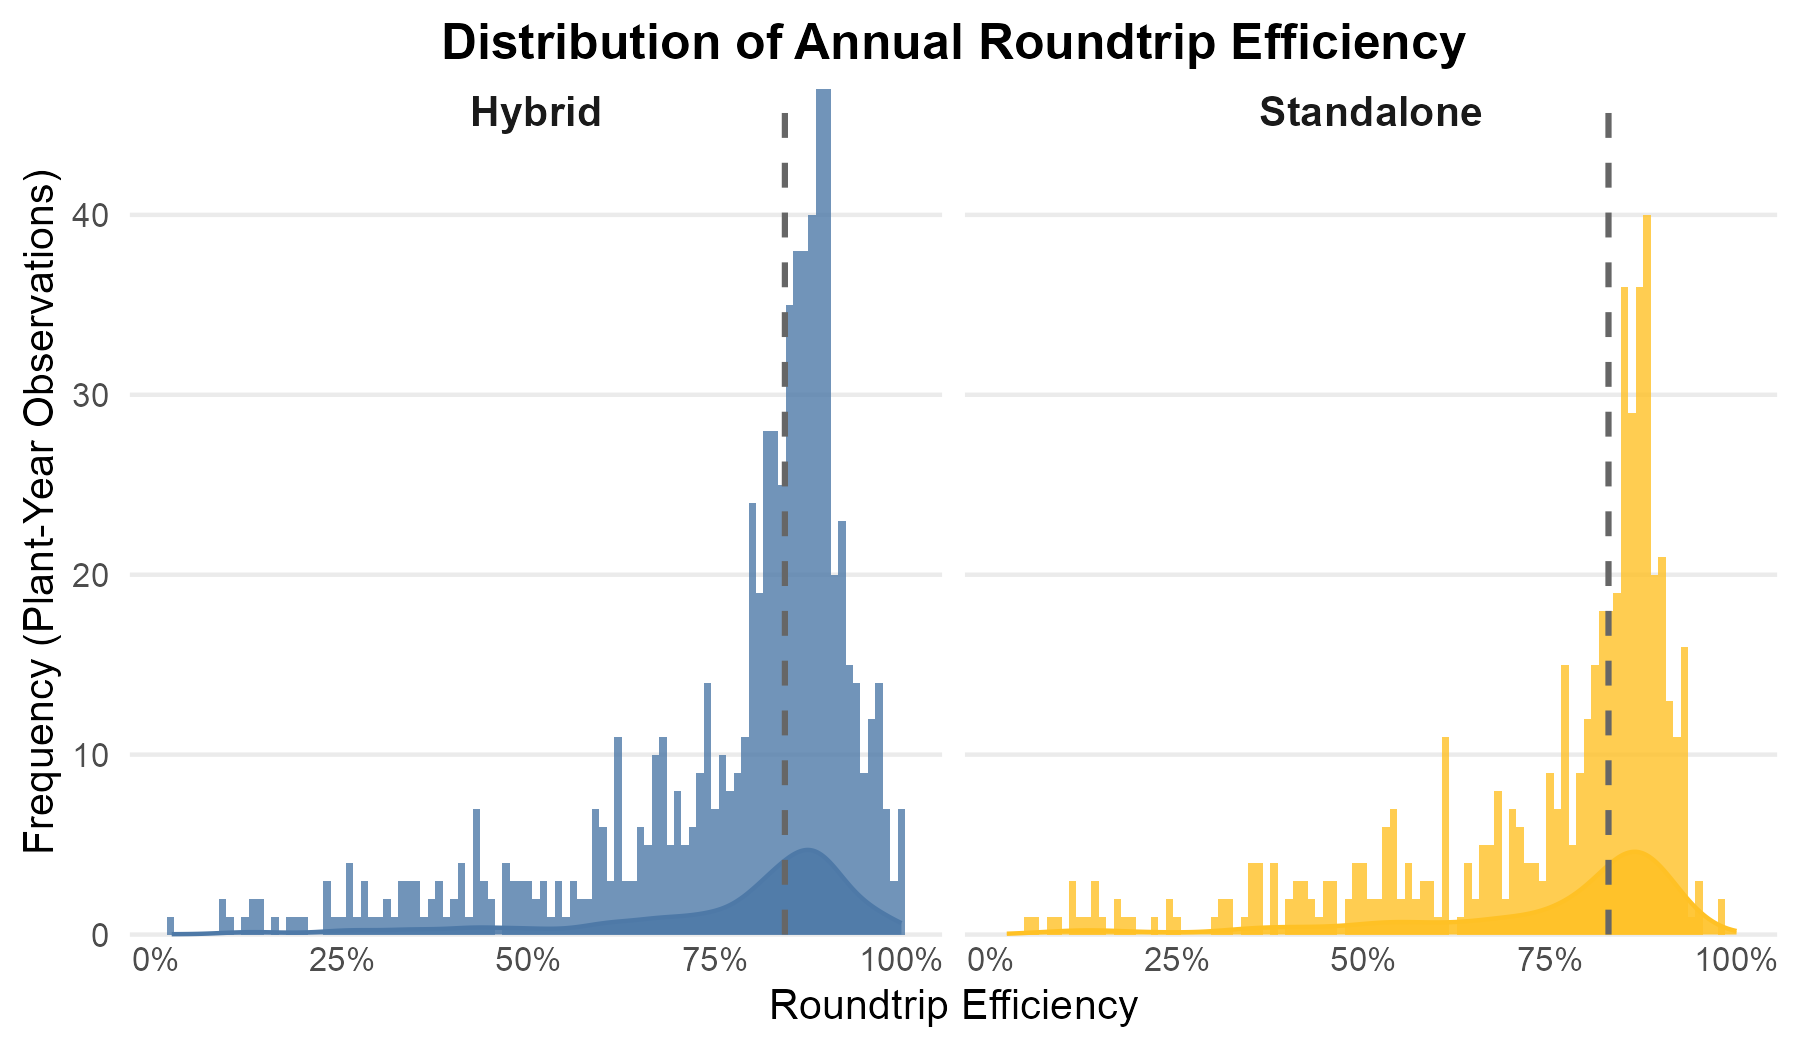 Distribution of Annual Roundtrip Efficiency
Hybrid
Standalone
Frequency (Plant-Year Observations)
40
30
20
10
0
0% 25% 50% 75% 100%
0% 25% 50% 75% 100%
Roundtrip Efficiency